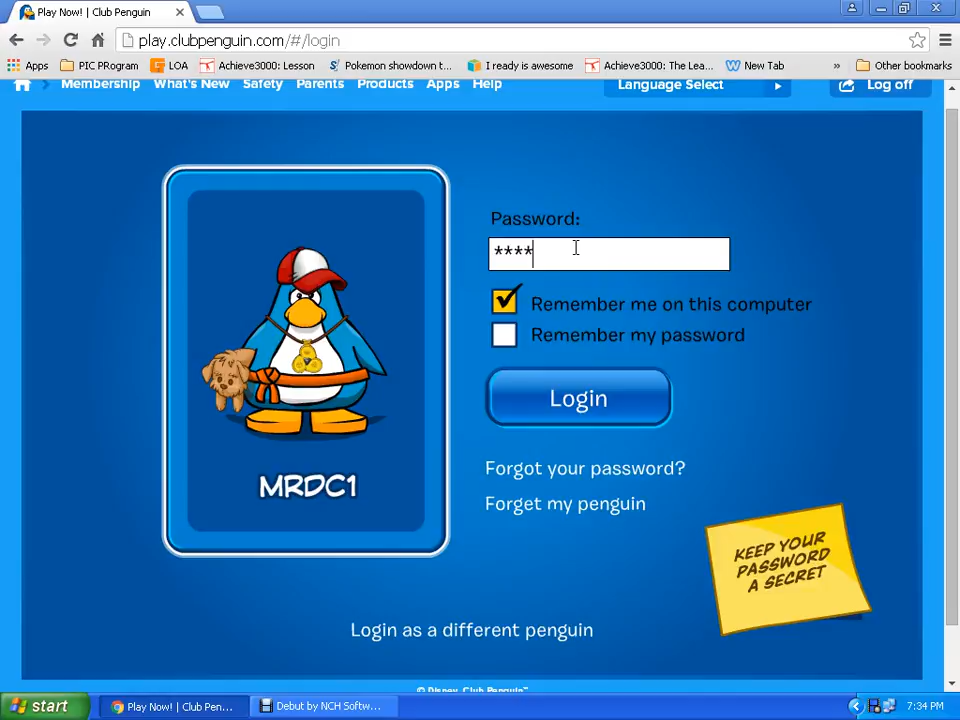 Play Now! | Club Penguin
play.clubpenguin.com/#/login
Apps PIC PRogram LOA Achieve3000: Lesson Pokemon showdown t... I ready is awesome Achieve3000: The Lea... New Tab » Other bookmarks
Membership What's New Safety Parents Products Apps Help Language Select Log off
Password:
****
Remember me on this computer
Remember my password
Login
Forgot your password?
MRDC1
Forget my penguin
KEEP YOUR
PASSWORD
A SECRET
Login as a different penguin
© Disney. Club Penguin™
start Play Now! | Club Pen... Debut by NCH Softw... 7:34 PM